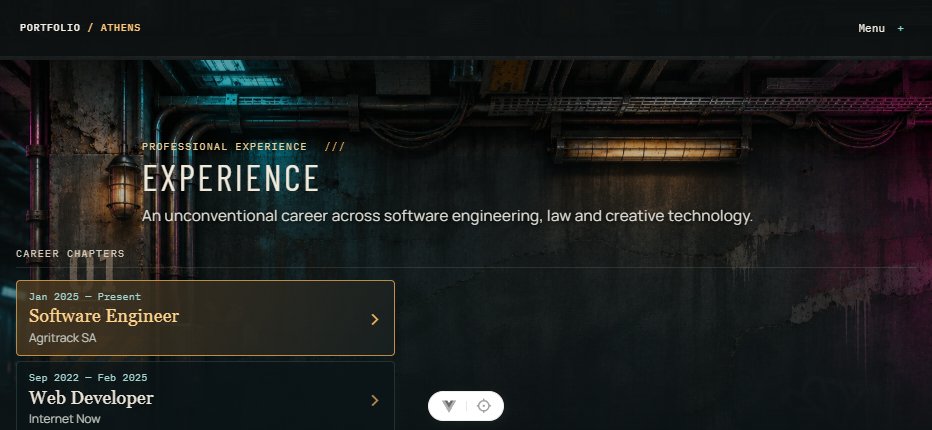 PORTFOLIO / ATHENS
Menu +
PROFESSIONAL EXPERIENCE ///
EXPERIENCE
An unconventional career across software engineering, law and creative technology.
CAREER CHAPTERS
01
Jan 2025 — Present
Software Engineer
Agritrack SA
Sep 2022 — Feb 2025
Web Developer
Internet Now